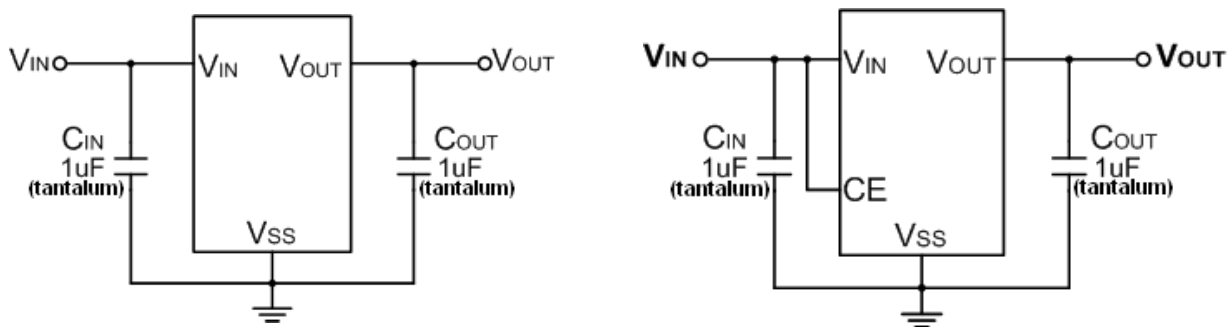 VIN VIN VOUT VOUT
CIN
1uF
(tantalum)
COUT
1uF
(tantalum)
VSS
VIN VIN VOUT VOUT
CIN
1uF
(tantalum)
CE
COUT
1uF
(tantalum)
VSS